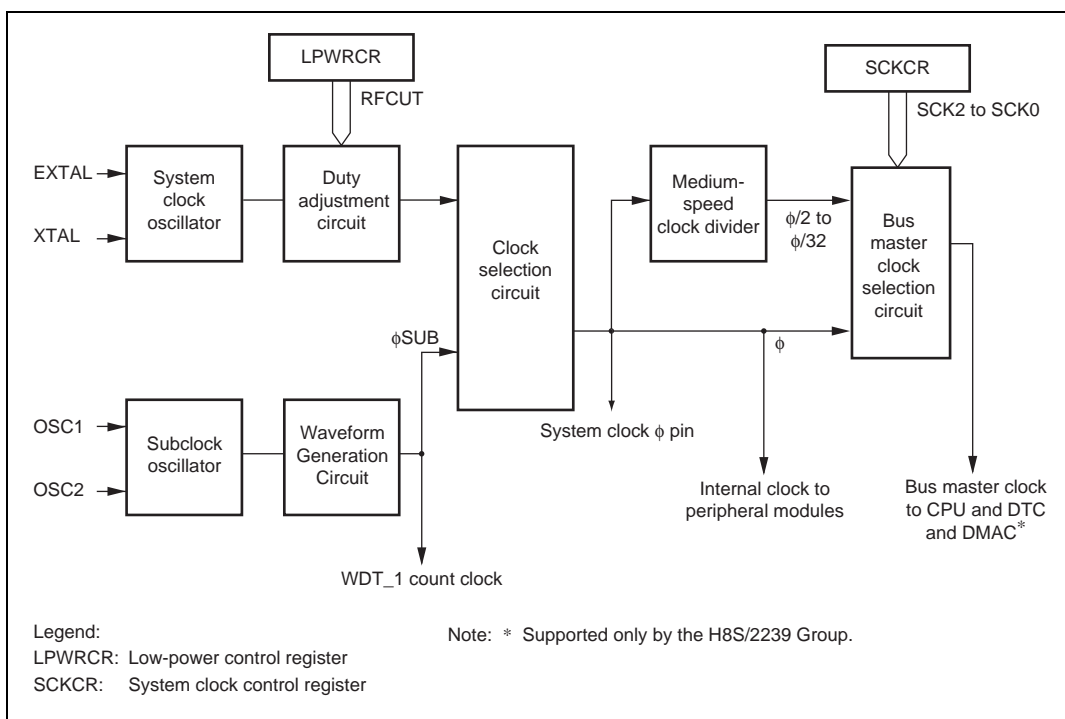 LPWRCR
RFCUT
SCKCR
SCK2 to SCK0
EXTAL
XTAL
System
clock
oscillator
Duty
adjustment
circuit
Clock
selection
circuit
Medium-
speed
clock divider
ϕ/2 to
ϕ/32
Bus
master
clock
selection
circuit
ϕSUB
ϕ
OSC1
OSC2
Subclock
oscillator
Waveform
Generation
Circuit
System clock ϕ pin
Internal clock to
peripheral modules
Bus master clock
to CPU and DTC
and DMAC*
WDT_1 count clock
Legend:
LPWRCR: Low-power control register
SCKCR: System clock control register
Note: * Supported only by the H8S/2239 Group.